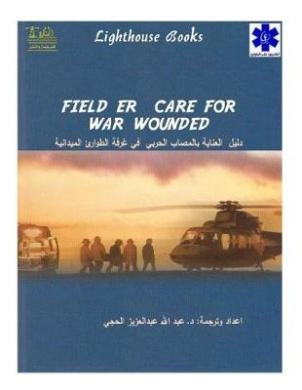 Lighthouse Books
FIELD ER CARE FOR
WAR WOUNDED
دليل العناية بالمصاب الحربي في غرفة الطوارئ الميدانية
اعداد وترجمة: د. عبد الله عبدالعزيز الحجي